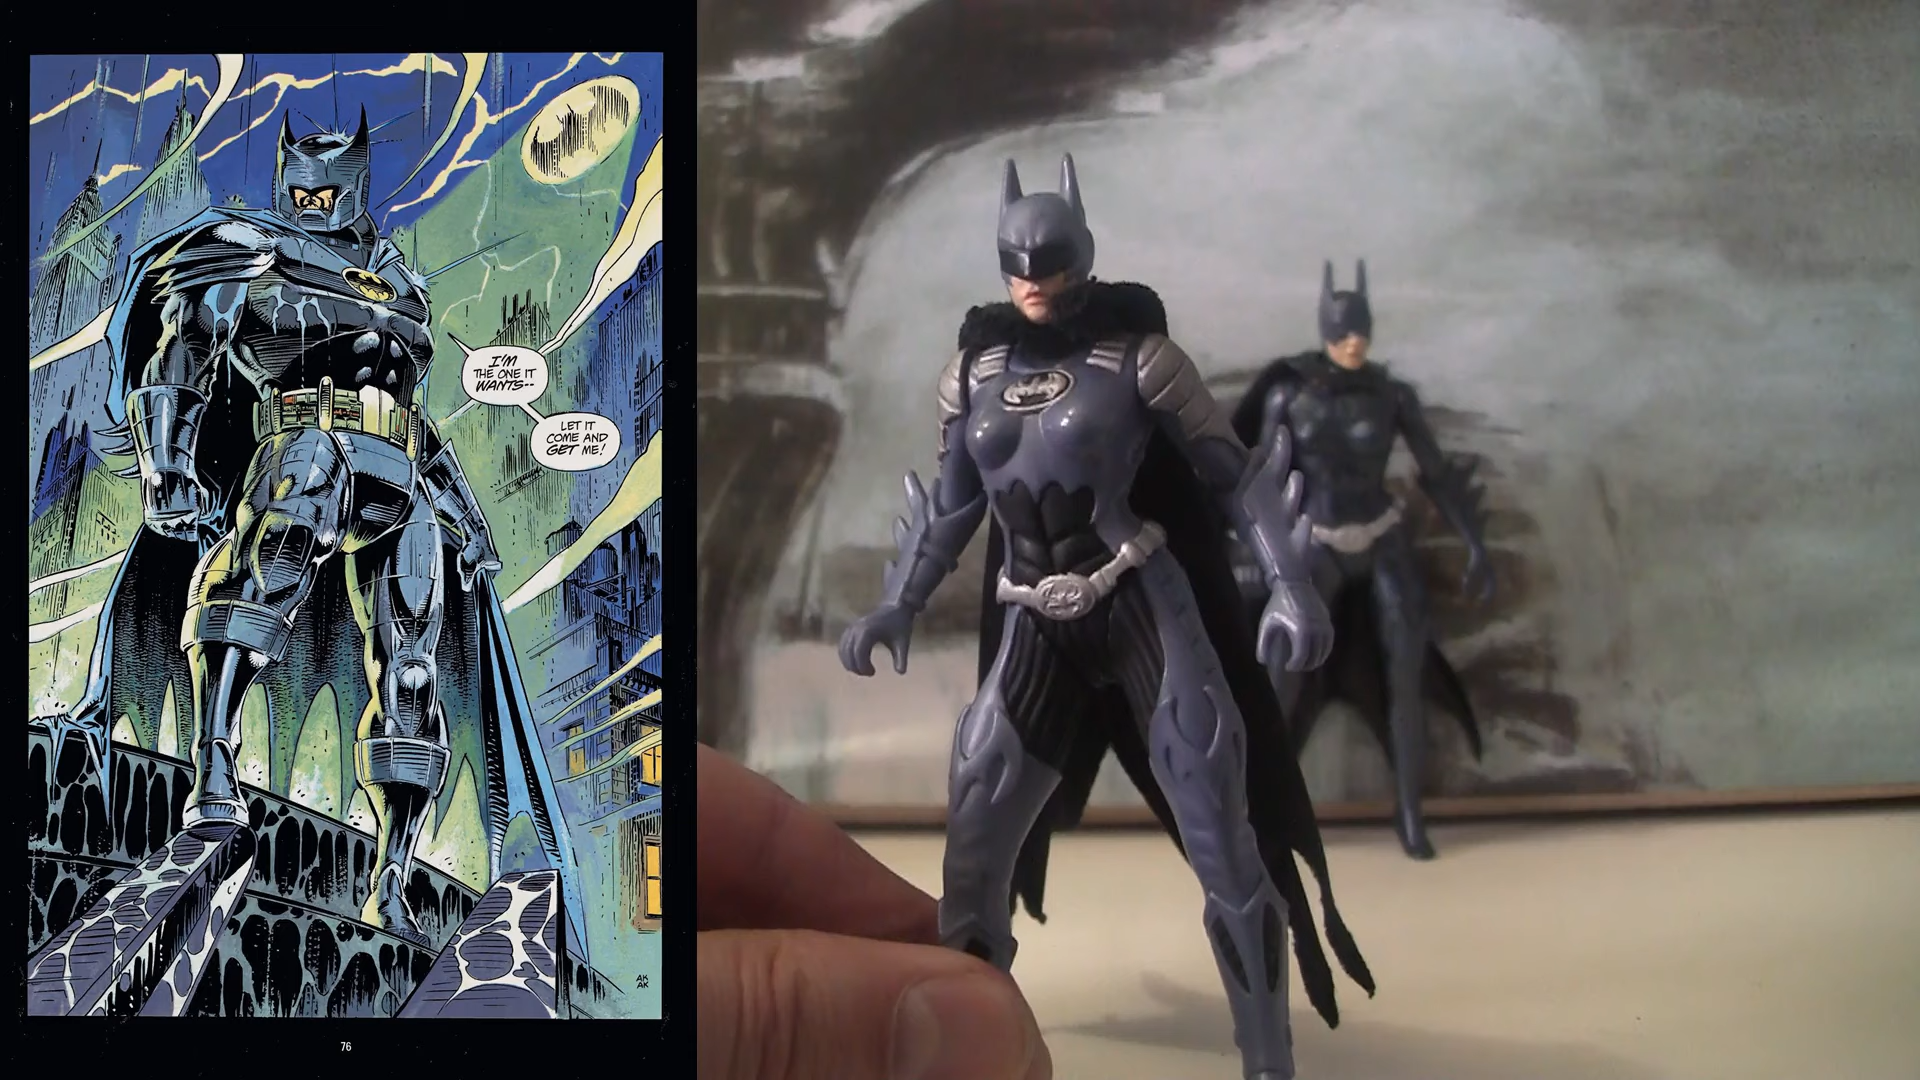 I'M
THE ONE IT
WANTS--
LET IT
COME AND
GET ME!
AK
AK
76